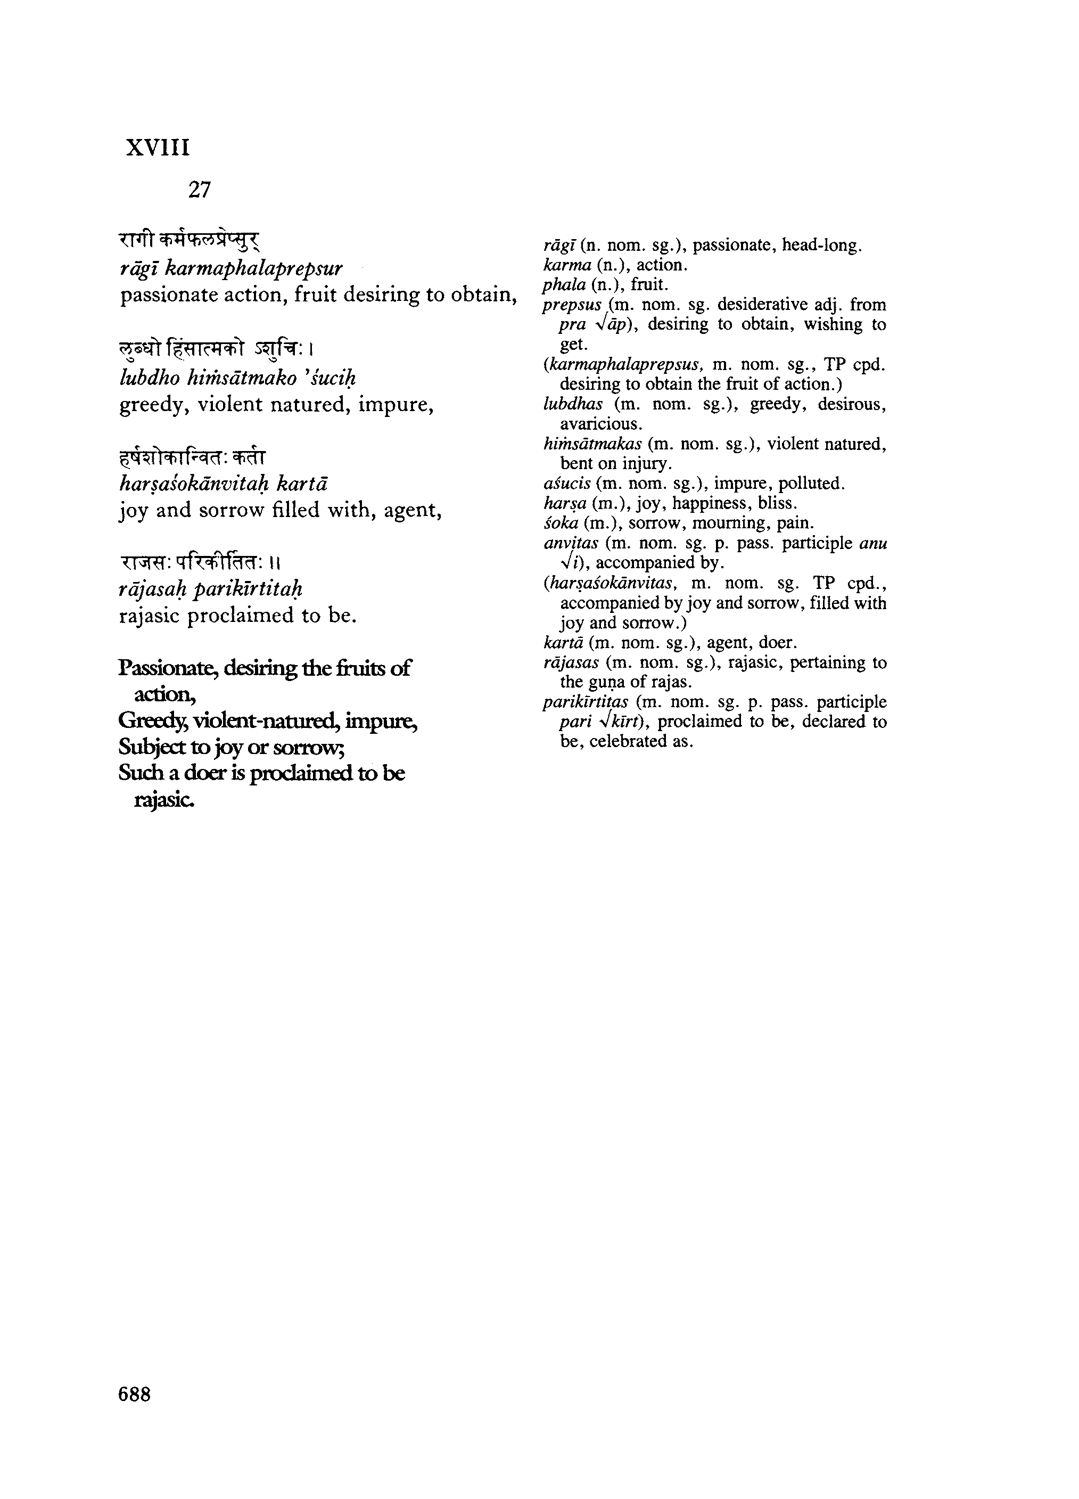 XVIII
27
रागी कर्मफलप्रेप्सुर्
rāgī karmaphalaprepsur
passionate action, fruit desiring to obtain,
लुब्धो हिंसात्मको ऽशुचिः ।
lubdho hiṁsātmako 'śuciḥ
greedy, violent natured, impure,
हर्षशोकान्वितः कर्ता
harṣaśokānvitaḥ kartā
joy and sorrow filled with, agent,
राजसः परिकीर्तितः ॥
rājasaḥ parikīrtitaḥ
rajasic proclaimed to be.
Passionate, desiring the fruits of
action,
Greedy, violent-natured, impure,
Subject to joy or sorrow;
Such a doer is proclaimed to be
rajasic.
rāgī (n. nom. sg.), passionate, head-long.
karma (n.), action.
phala (n.), fruit.
prepsus (m. nom. sg. desiderative adj. from
pra √āp), desiring to obtain, wishing to
get.
(karmaphalaprepsus, m. nom. sg., TP cpd.
desiring to obtain the fruit of action.)
lubdhas (m. nom. sg.), greedy, desirous,
avaricious.
hiṁsātmakas (m. nom. sg.), violent natured,
bent on injury.
aśucis (m. nom. sg.), impure, polluted.
harṣa (m.), joy, happiness, bliss.
śoka (m.), sorrow, mourning, pain.
anvitas (m. nom. sg. p. pass. participle anu
√i), accompanied by.
(harṣaśokānvitas, m. nom. sg. TP cpd.,
accompanied by joy and sorrow, filled with
joy and sorrow.)
kartā (m. nom. sg.), agent, doer.
rājasas (m. nom. sg.), rajasic, pertaining to
the guṇa of rajas.
parikīrtitas (m. nom. sg. p. pass. participle
pari √kīrt), proclaimed to be, declared to
be, celebrated as.
688